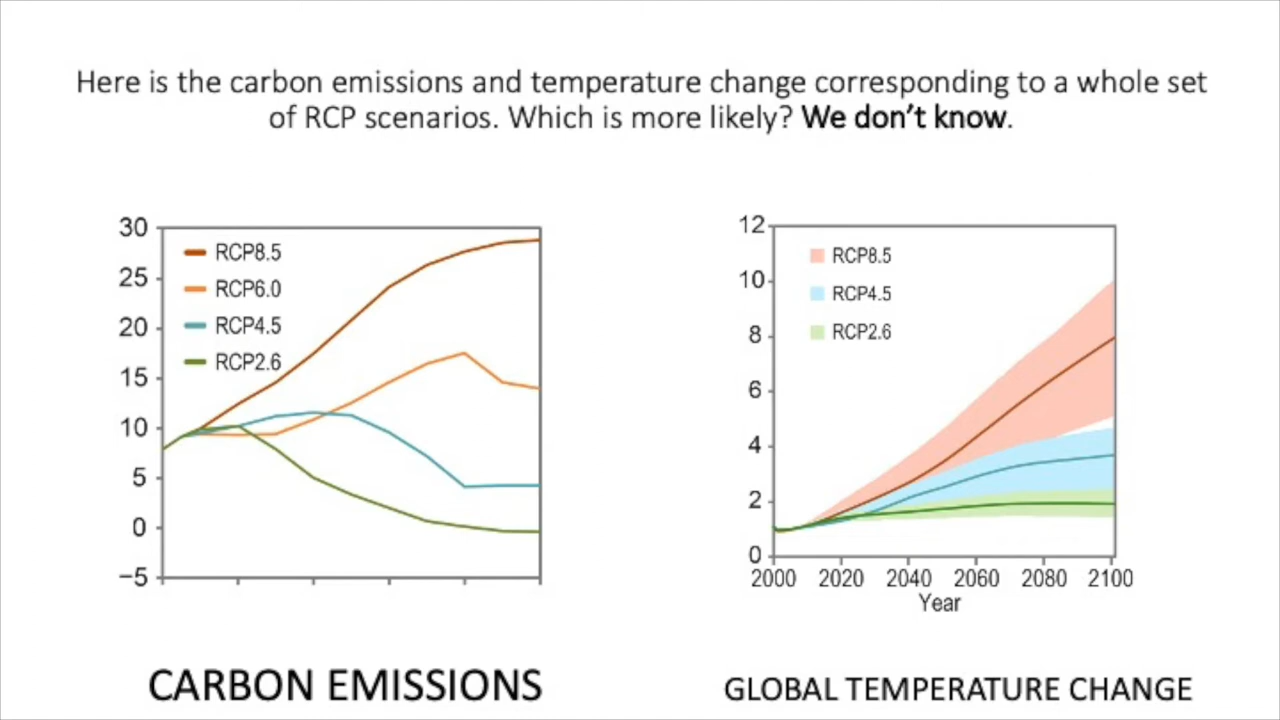 Here is the carbon emissions and temperature change corresponding to a whole set
of RCP scenarios. Which is more likely? We don't know.
30
25
20
15
10
5
0
−5
RCP8.5
RCP6.0
RCP4.5
RCP2.6
CARBON EMISSIONS
12
10
8
6
4
2
0
RCP8.5
RCP4.5
RCP2.6
2000 2020 2040 2060 2080 2100
Year
GLOBAL TEMPERATURE CHANGE